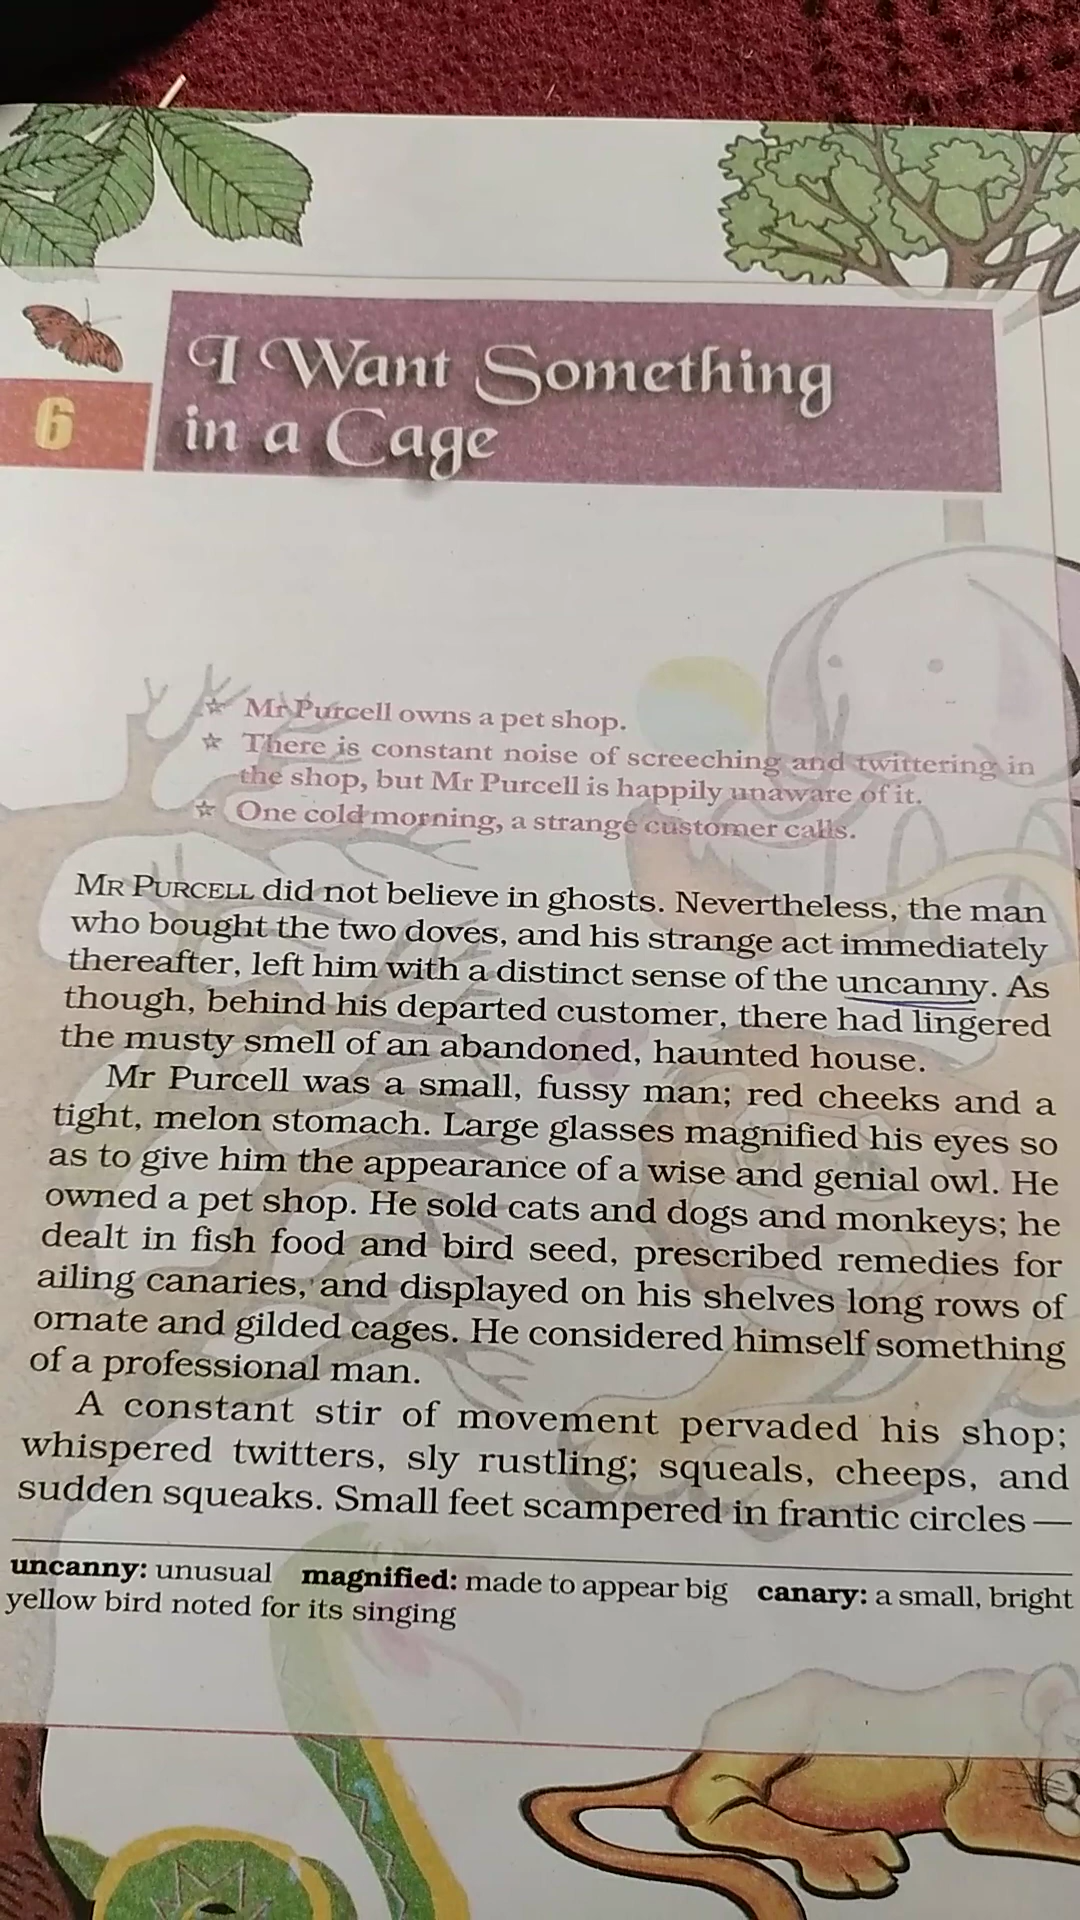 6
I Want Something
in a Cage
☆ Mr Purcell owns a pet shop.
☆ There is constant noise of screeching and twittering in
the shop, but Mr Purcell is happily unaware of it.
☆ One cold morning, a strange customer calls.
MR PURCELL did not believe in ghosts. Nevertheless, the man
who bought the two doves, and his strange act immediately
thereafter, left him with a distinct sense of the uncanny. As
though, behind his departed customer, there had lingered
the musty smell of an abandoned, haunted house.
Mr Purcell was a small, fussy man; red cheeks and a
tight, melon stomach. Large glasses magnified his eyes so
as to give him the appearance of a wise and genial owl. He
owned a pet shop. He sold cats and dogs and monkeys; he
dealt in fish food and bird seed, prescribed remedies for
ailing canaries, and displayed on his shelves long rows of
ornate and gilded cages. He considered himself something
of a professional man.
A constant stir of movement pervaded his shop;
whispered twitters, sly rustling; squeals, cheeps, and
sudden squeaks. Small feet scampered in frantic circles —
uncanny: unusual magnified: made to appear big canary: a small, bright
yellow bird noted for its singing